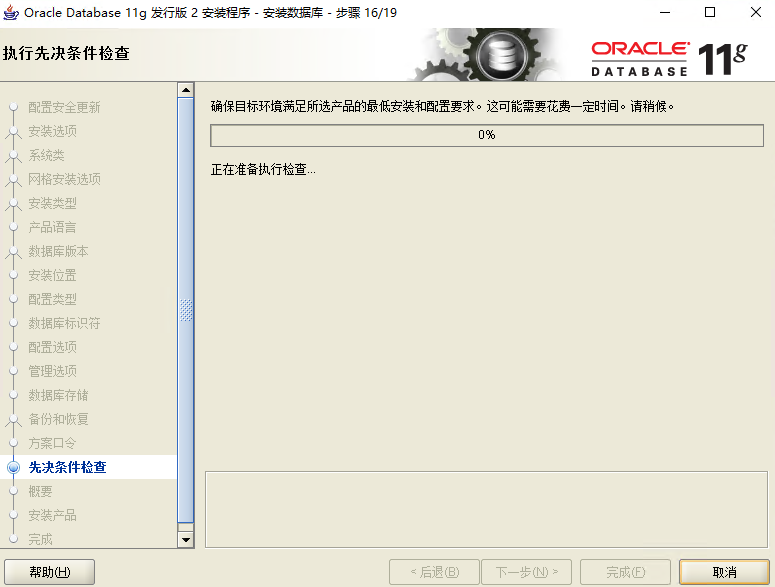 Oracle Database 11g 发行版 2 安装程序 - 安装数据库 - 步骤 16/19
执行先决条件检查
ORACLE®
DATABASE
11g
配置安全更新
安装选项
系统类
网格安装选项
安装类型
产品语言
数据库版本
安装位置
配置类型
数据库标识符
配置选项
管理选项
数据库存储
备份和恢复
方案口令
先决条件检查
概要
安装产品
完成
确保目标环境满足所选产品的最低安装和配置要求。这可能需要花费一定时间。请稍候。
0%
正在准备执行检查...
帮助(H)
< 后退(B)
下一步(N) >
完成(F)
取消